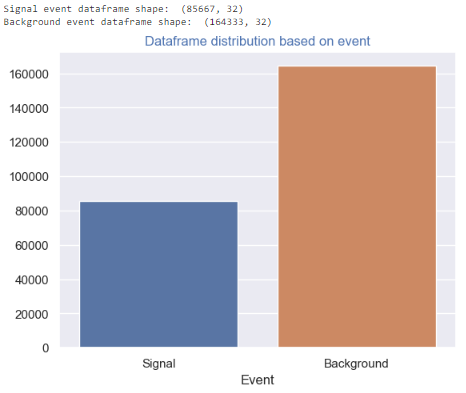 Signal event dataframe shape:  (85667, 32)
Background event dataframe shape:  (164333, 32)
Dataframe distribution based on event
160000
140000
120000
100000
80000
60000
40000
20000
0
Signal Background
Event